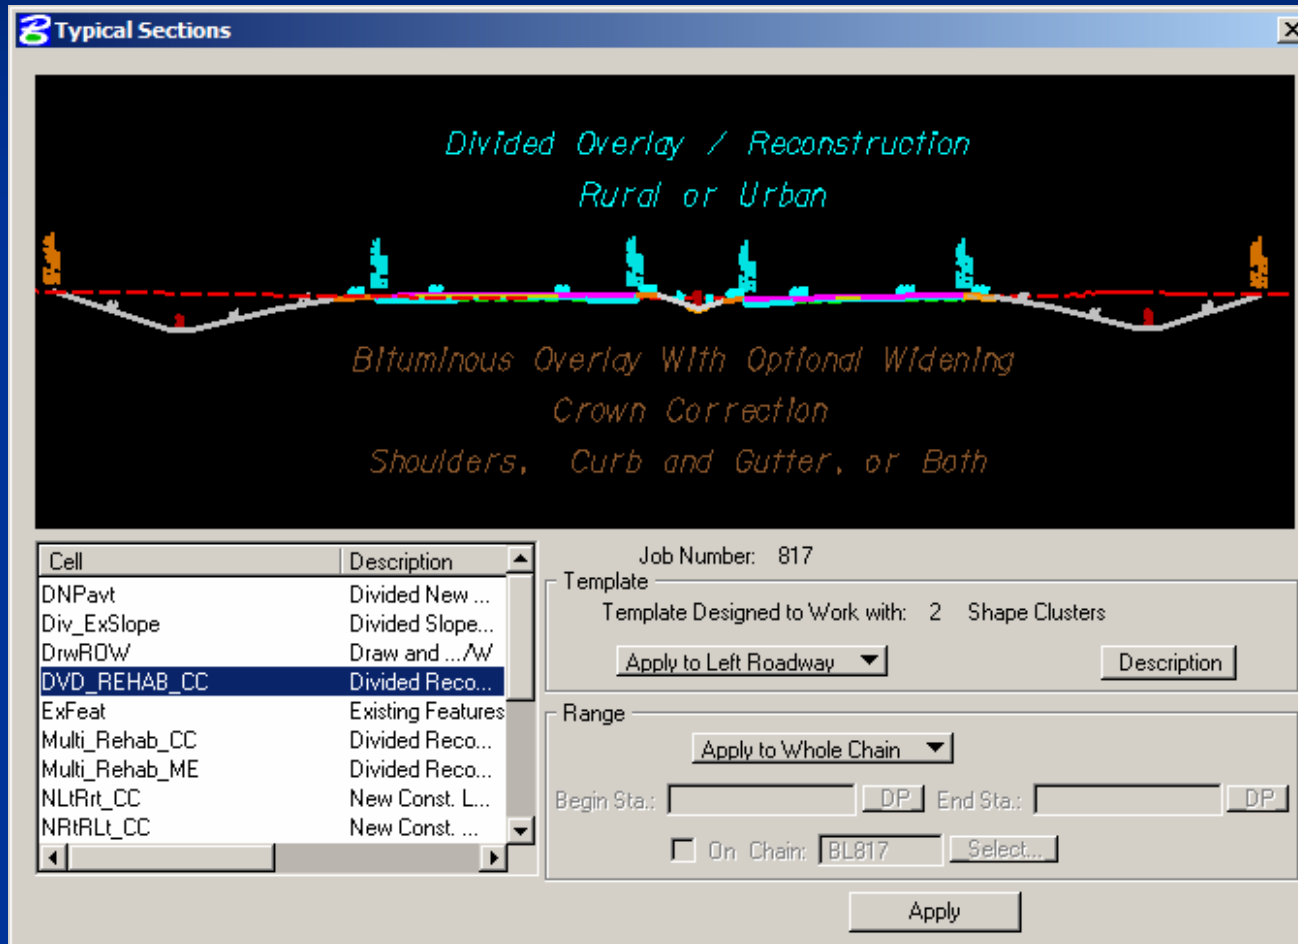 Typical Sections
Divided Overlay / Reconstruction
Rural or Urban
Bituminous Overlay With Optional Widening
Crown Correction
Shoulders, Curb and Gutter, or Both
Cell Description
DNPavt Divided New ...
Div_ExSlope Divided Slope...
DrwROW Draw and .../W
DVD_REHAB_CC Divided Reco...
ExFeat Existing Features
Multi_Rehab_CC Divided Reco...
Multi_Rehab_ME Divided Reco...
NLtRrt_CC New Const. L...
NRtRLt_CC New Const. ...
Job Number: 817
Template
Template Designed to Work with: 2 Shape Clusters
Apply to Left Roadway Description
Range
Apply to Whole Chain
Begin Sta.: DP End Sta.: DP
On Chain: BL817 Select...
Apply